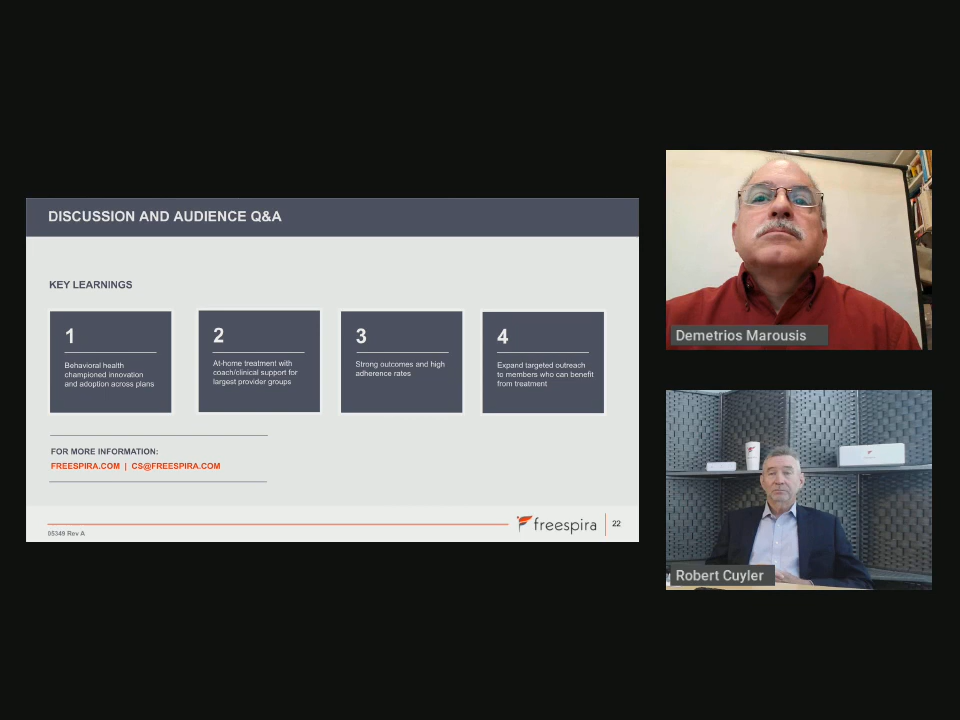 DISCUSSION AND AUDIENCE Q&A
KEY LEARNINGS
1
Behavioral health
championed innovation
and adoption across plans
2
At-home treatment with
coach/clinical support for
largest provider groups
3
Strong outcomes and high
adherence rates
4
Expand targeted outreach
to members who can benefit
from treatment
FOR MORE INFORMATION:
FREESPIRA.COM | CS@FREESPIRA.COM
freespira
22
05349 Rev A
Demetrios Marousis
Robert Cuyler